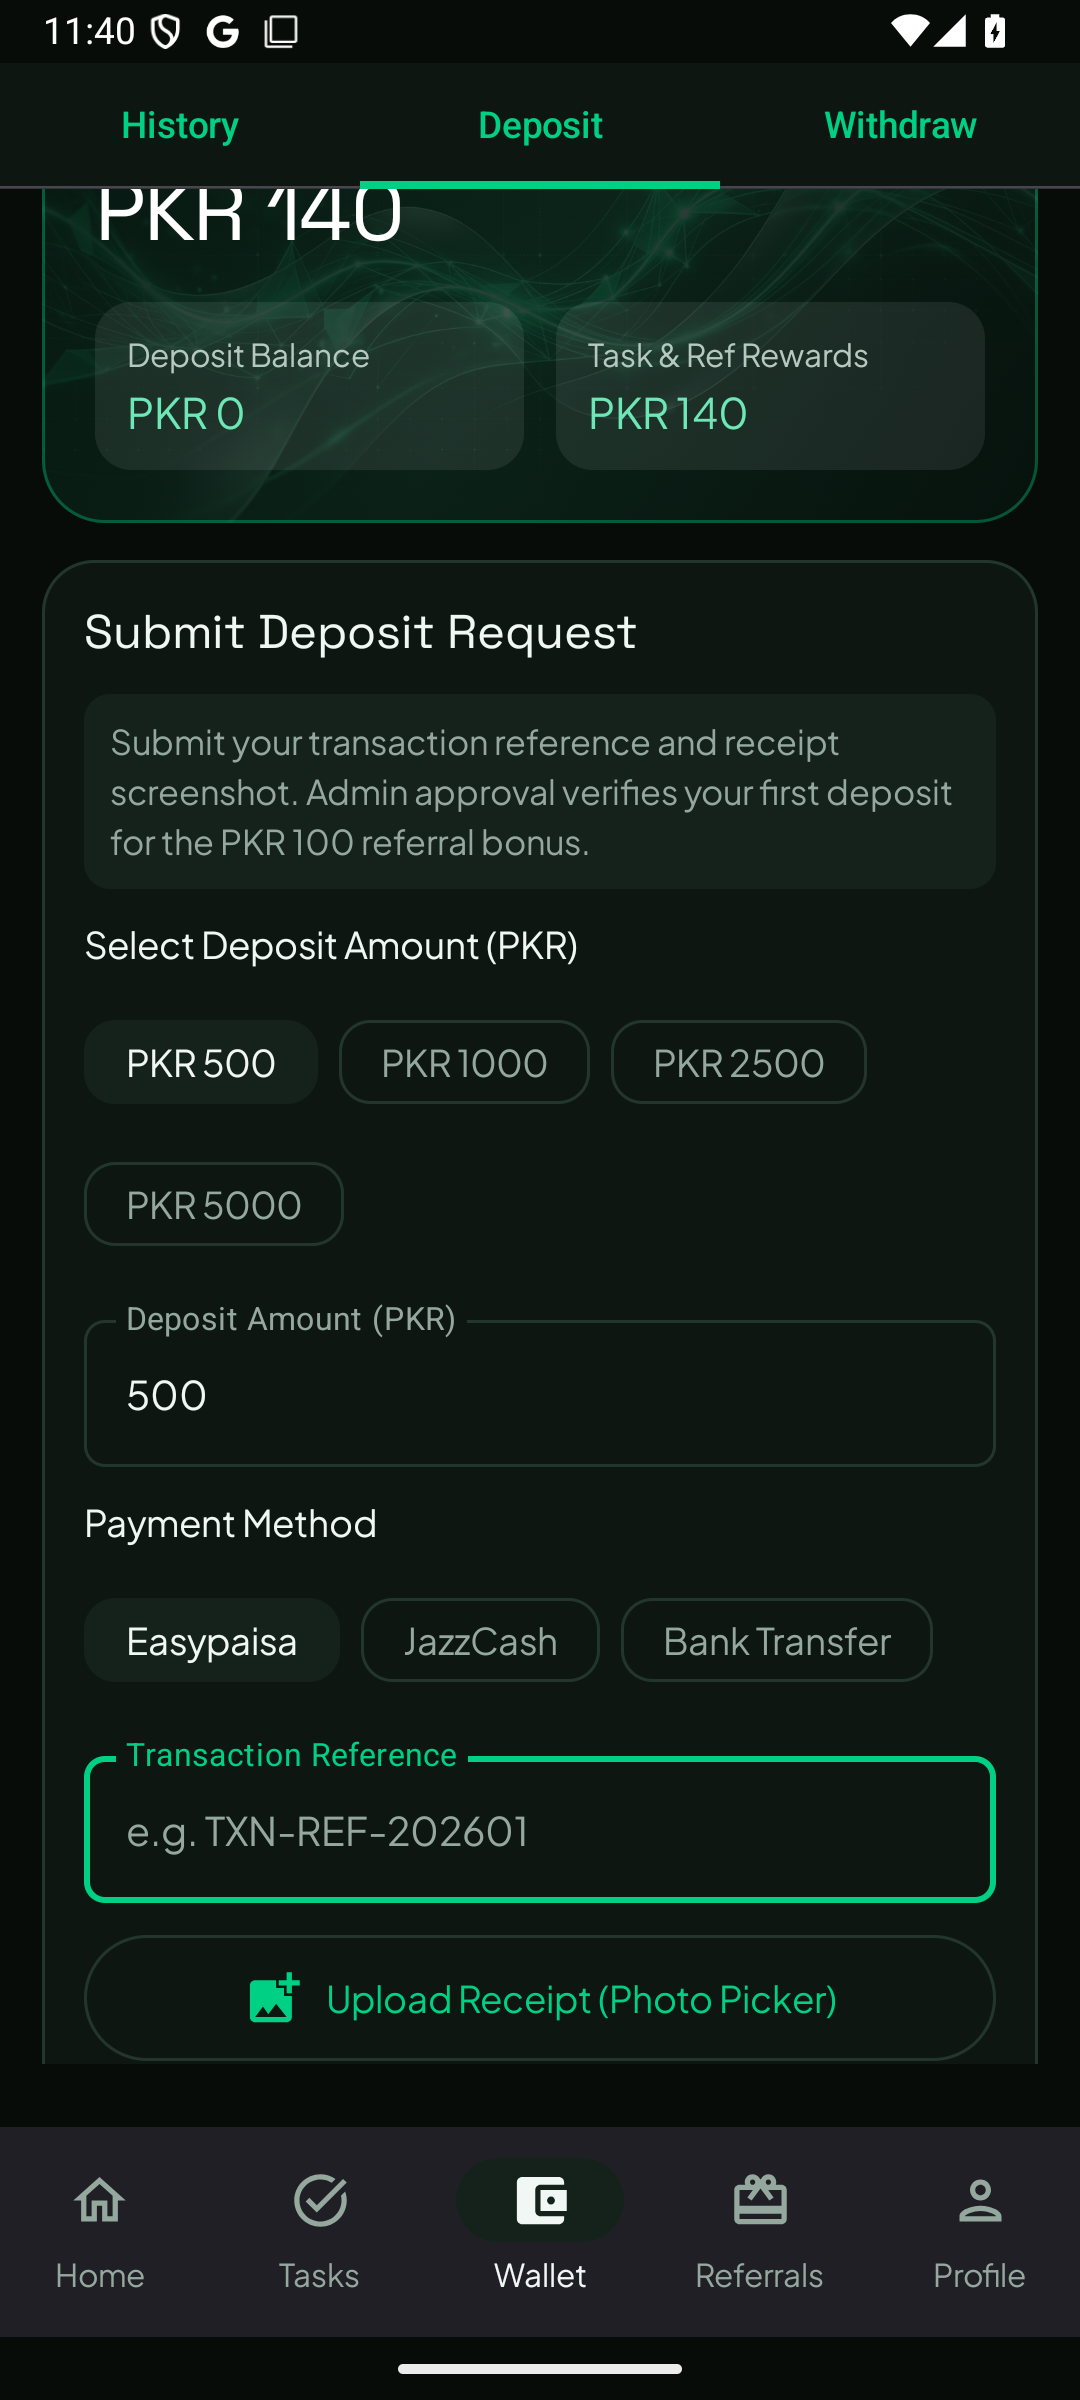 11:40
History
Deposit
Withdraw
PKR 140
Deposit Balance
PKR 0
Task & Ref Rewards
PKR 140
Submit Deposit Request
Submit your transaction reference and receipt
screenshot. Admin approval verifies your first deposit
for the PKR 100 referral bonus.
Select Deposit Amount (PKR)
PKR 500
PKR 1000
PKR 2500
PKR 5000
Deposit Amount (PKR)
500
Payment Method
Easypaisa
JazzCash
Bank Transfer
Transaction Reference
e.g. TXN-REF-202601
Upload Receipt (Photo Picker)
Home
Tasks
Wallet
Referrals
Profile